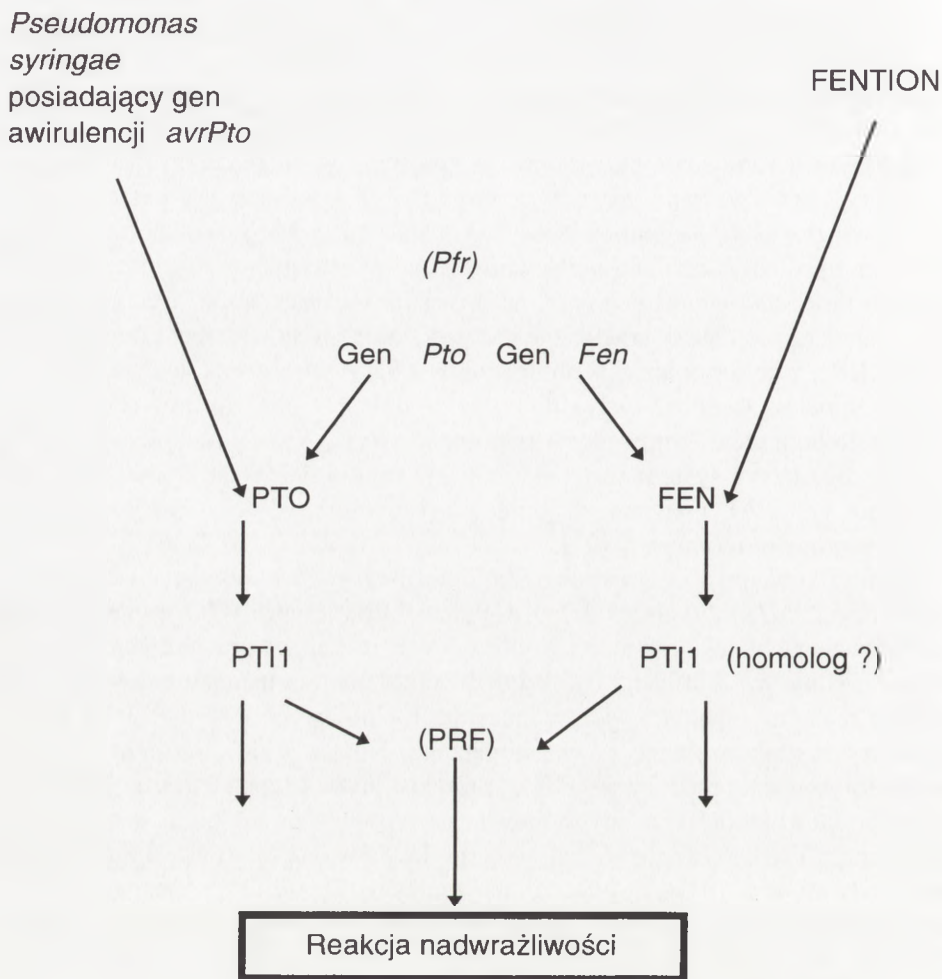 Pseudomonas
syringae
posiadający gen
awirulencji avrPto
FENTION
(Pfr)
Gen Pto Gen Fen
PTO
FEN
PTI1
PTI1 (homolog ?)
(PRF)
Reakcja nadwrażliwości